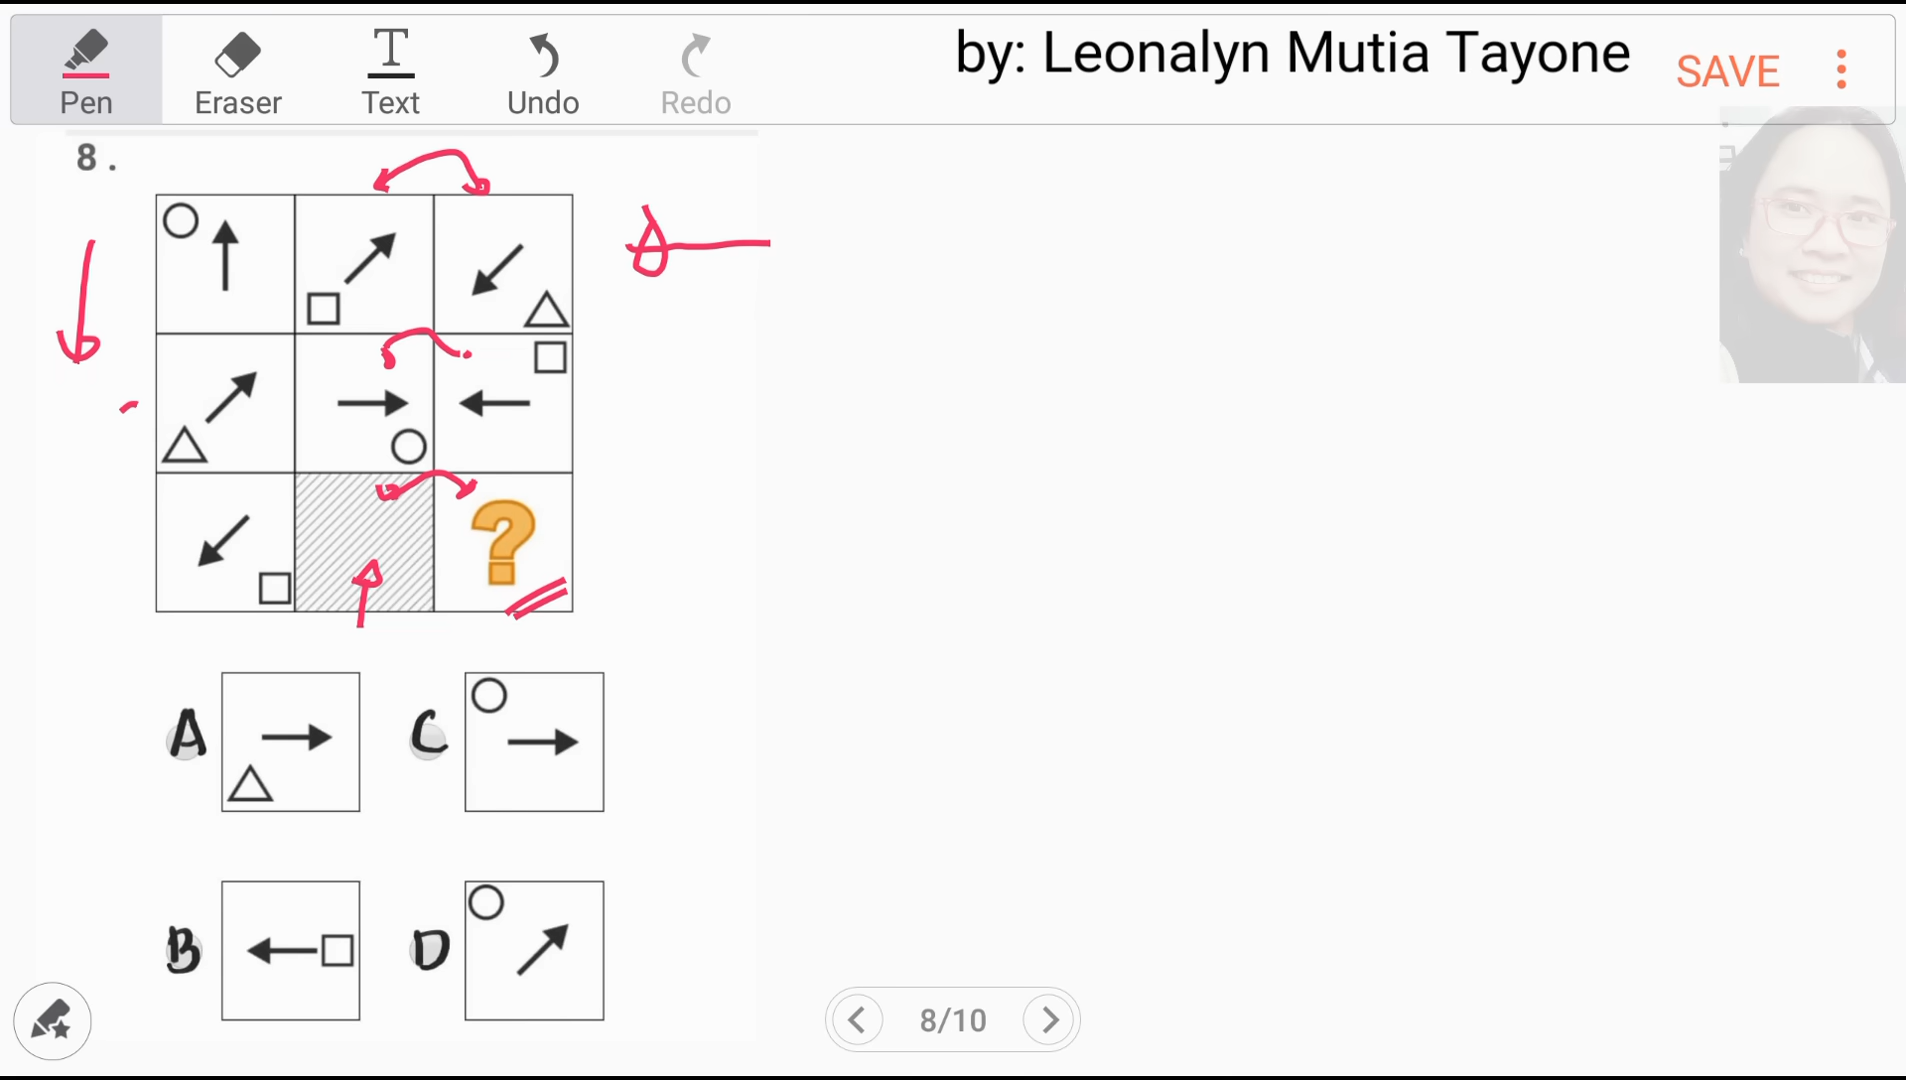 Pen
Eraser
T
Text
Undo
Redo
by: Leonalyn Mutia Tayone
SAVE
8 .
?
A
C
B
D
8/10